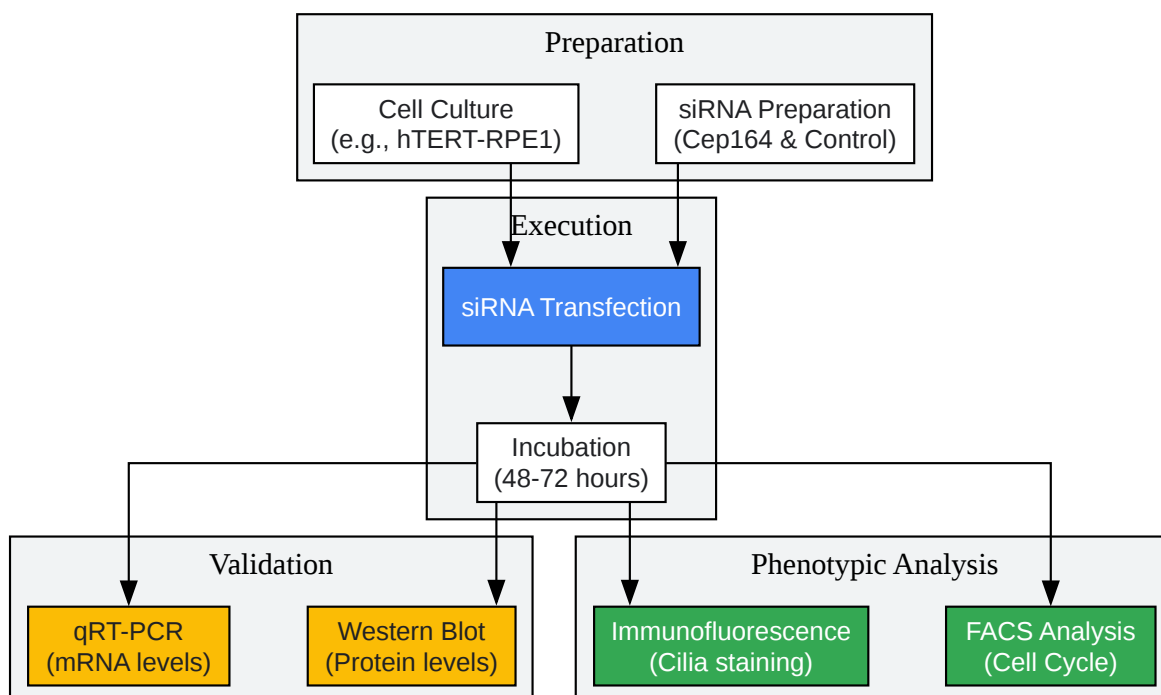 Preparation
Cell Culture
(e.g., hTERT-RPE1)
siRNA Preparation
(Cep164 & Control)
Execution
siRNA Transfection
Incubation
(48-72 hours)
Validation
qRT-PCR
(mRNA levels)
Western Blot
(Protein levels)
Phenotypic Analysis
Immunofluorescence
(Cilia staining)
FACS Analysis
(Cell Cycle)